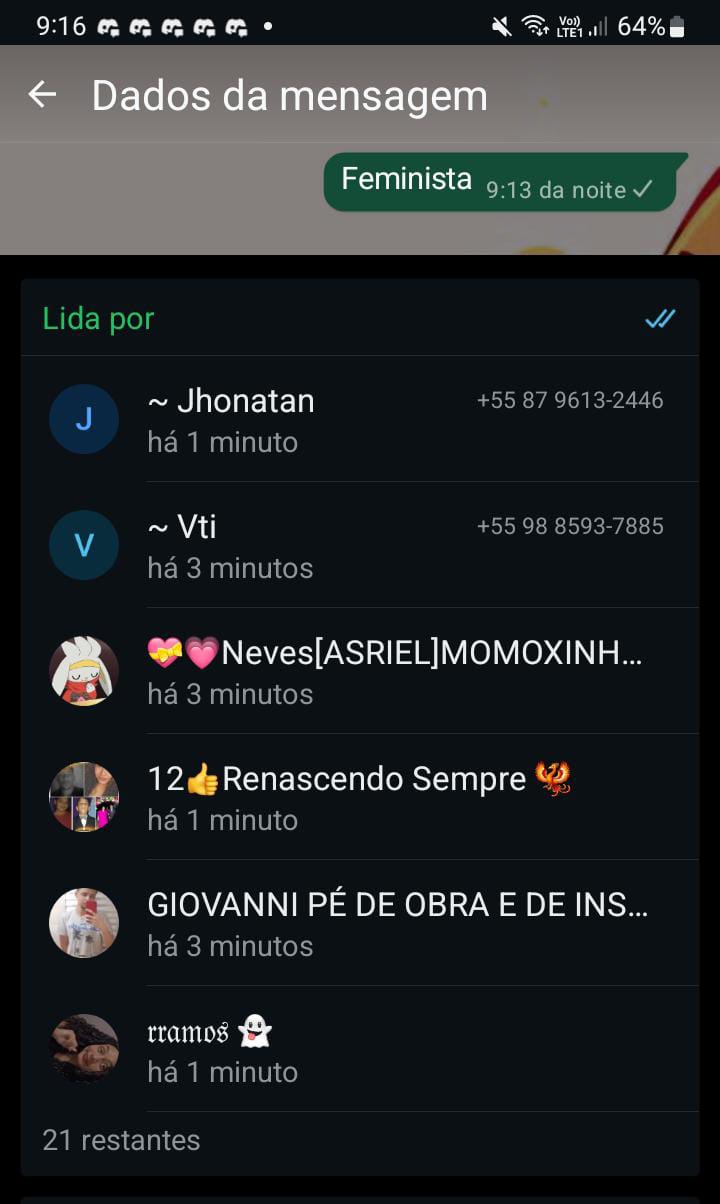 9:16 64%
Vo))
LTE1
Dados da mensagem
Feminista 9:13 da noite
Lida por
J ~ Jhonatan +55 87 9613-2446
há 1 minuto
V ~ Vti +55 98 8593-7885
há 3 minutos
💝💗Neves[ASRIEL]MOMOXINH...
há 3 minutos
12👍Renascendo Sempre 🐦‍🔥
há 1 minuto
GIOVANNI PÉ DE OBRA E DE INS...
há 3 minutos
𝔯𝔯𝔞𝔪𝔬𝔰 👻
há 1 minuto
21 restantes